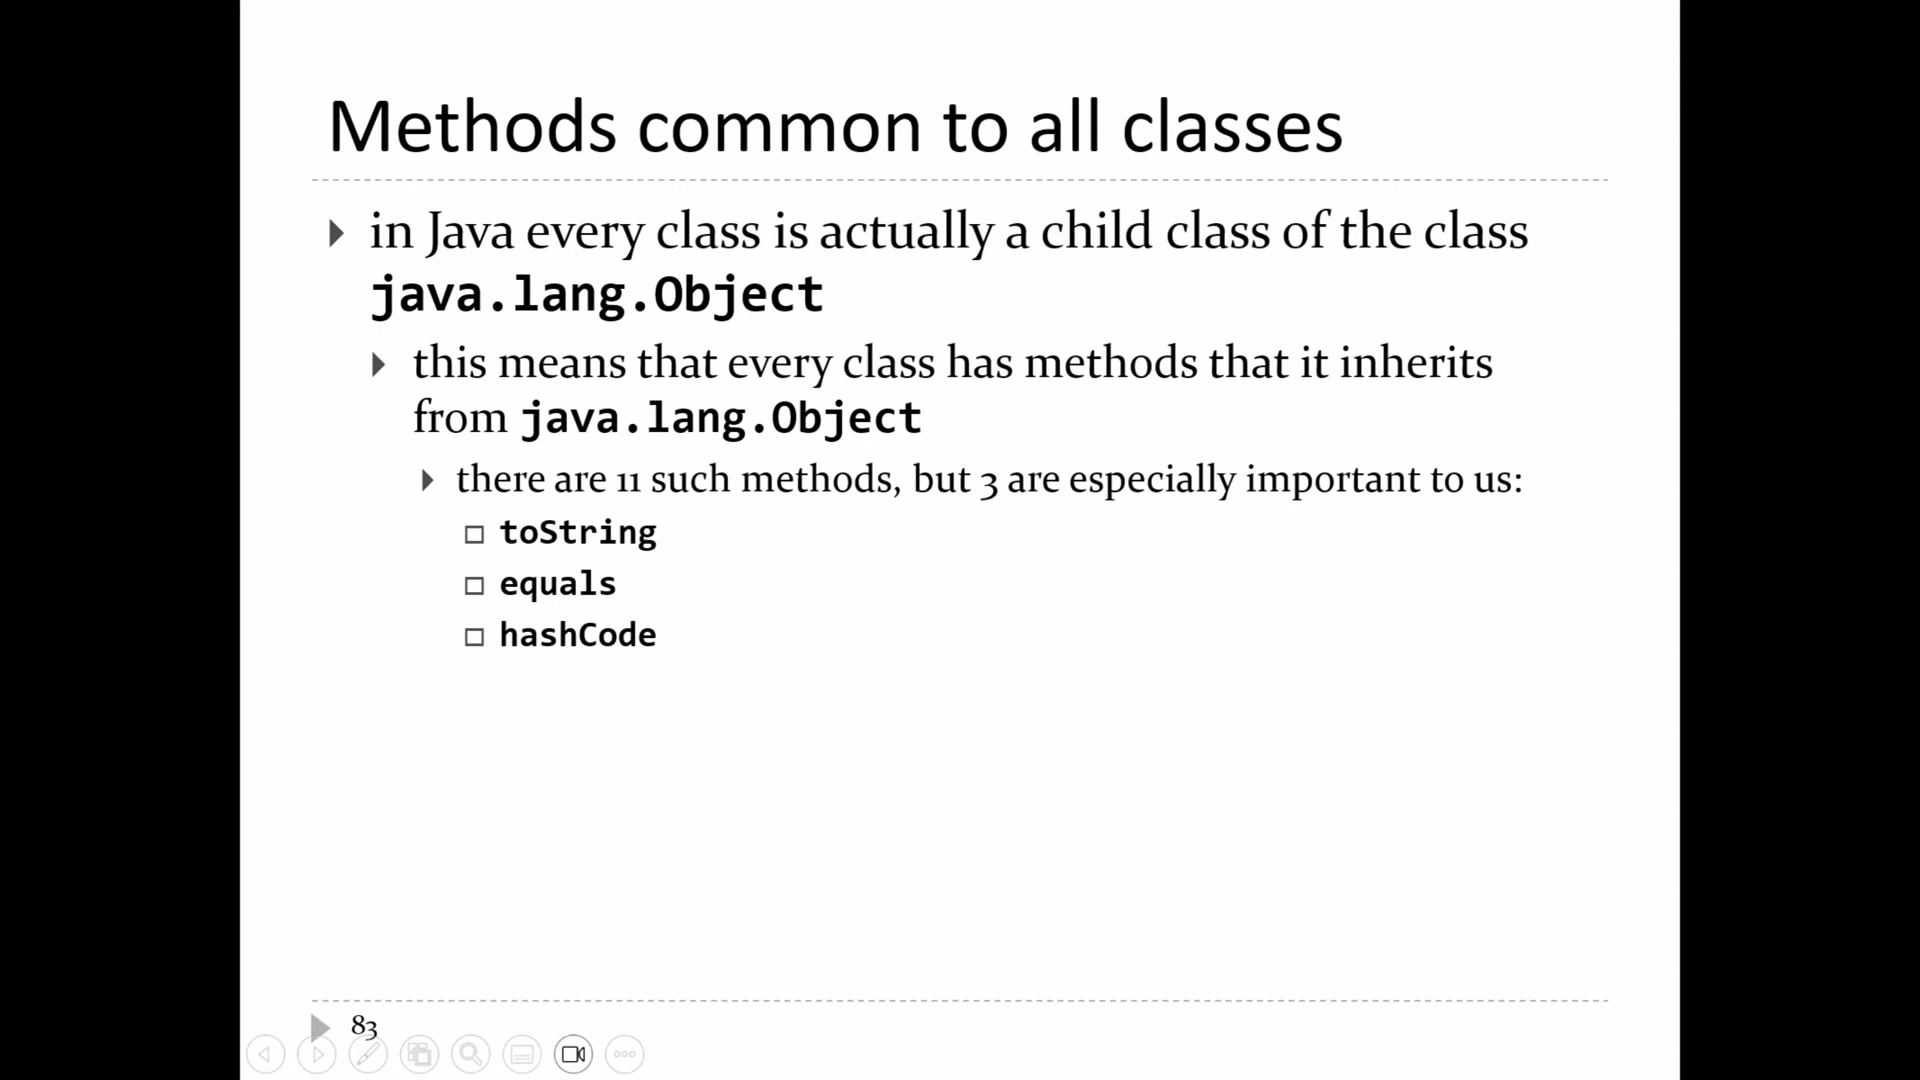 Methods common to all classes
in Java every class is actually a child class of the class
java.lang.Object
this means that every class has methods that it inherits
from java.lang.Object
there are 11 such methods, but 3 are especially important to us:
toString
equals
hashCode
83